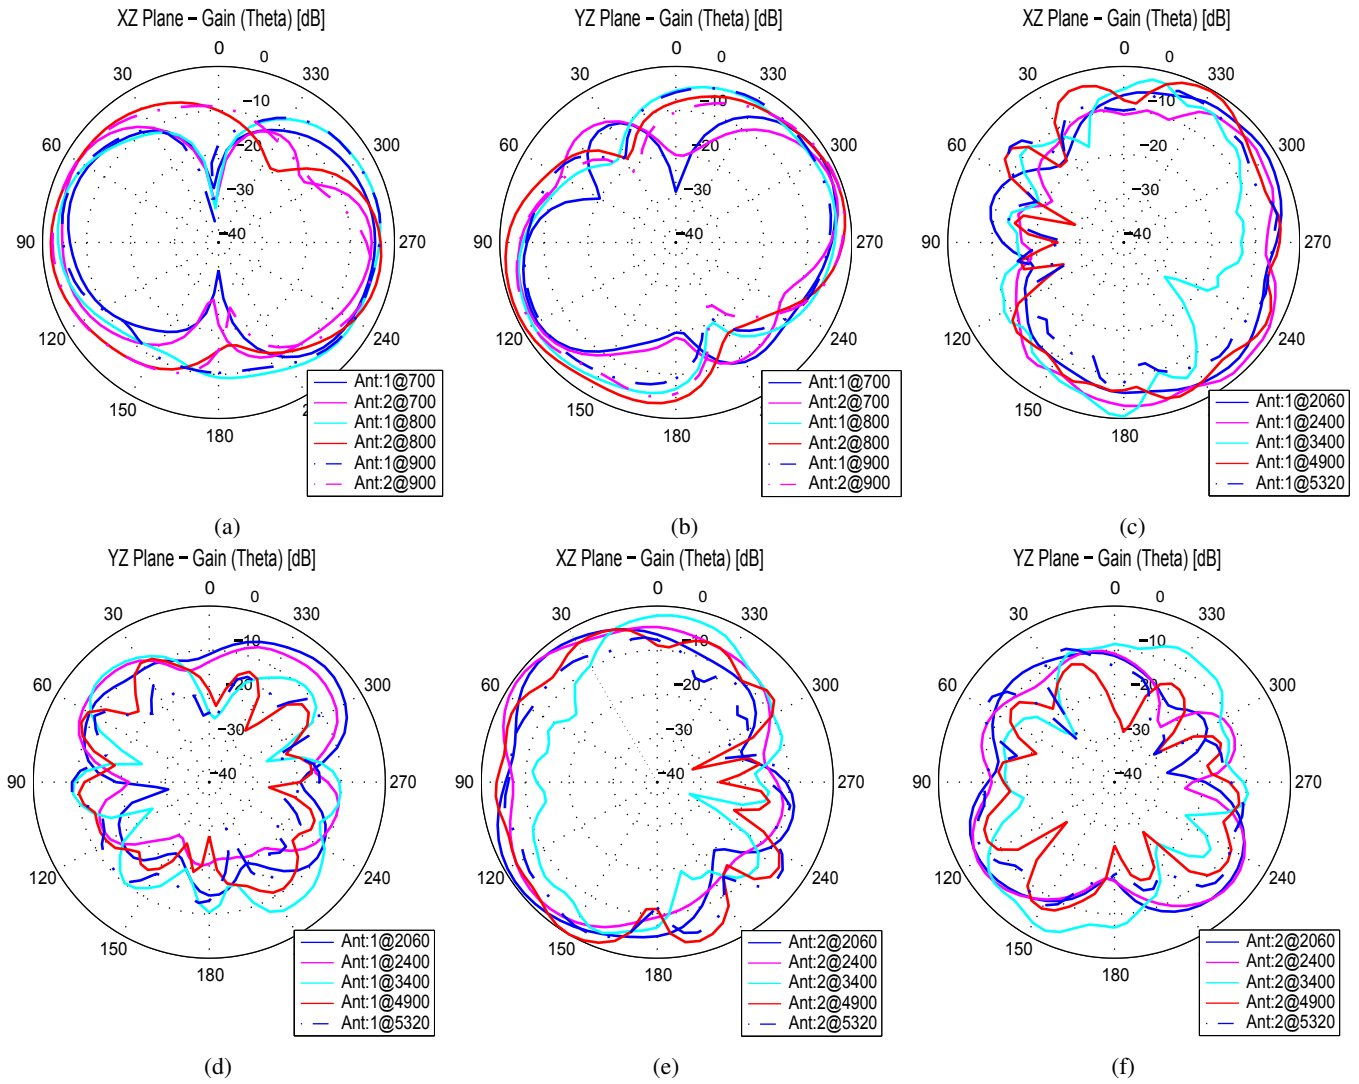 XZ Plane − Gain (Theta) [dB]
0
0
30
330
−10
60
300
−20
−30
−40
90
270
120
240
150
180
Ant:1@700
Ant:2@700
Ant:1@800
Ant:2@800
Ant:1@900
Ant:2@900
(a)
YZ Plane − Gain (Theta) [dB]
0
0
30
330
−10
60
300
−20
−30
−40
90
270
120
240
150
180
Ant:1@700
Ant:2@700
Ant:1@800
Ant:2@800
Ant:1@900
Ant:2@900
(b)
XZ Plane − Gain (Theta) [dB]
0
0
30
330
−10
60
300
−20
−30
−40
90
270
120
240
150
180
Ant:1@2060
Ant:1@2400
Ant:1@3400
Ant:1@4900
Ant:1@5320
(c)
YZ Plane − Gain (Theta) [dB]
0
0
30
330
−10
60
300
−20
−30
−40
90
270
120
240
150
180
Ant:1@2060
Ant:1@2400
Ant:1@3400
Ant:1@4900
Ant:1@5320
(d)
XZ Plane − Gain (Theta) [dB]
0
0
30
330
−10
60
300
−20
−30
−40
90
270
120
240
150
180
Ant:2@2060
Ant:2@2400
Ant:2@3400
Ant:2@4900
Ant:2@5320
(e)
YZ Plane − Gain (Theta) [dB]
0
0
30
330
−10
60
300
−20
−30
−40
90
270
120
240
150
180
Ant:2@2060
Ant:2@2400
Ant:2@3400
Ant:2@4900
Ant:2@5320
(f)